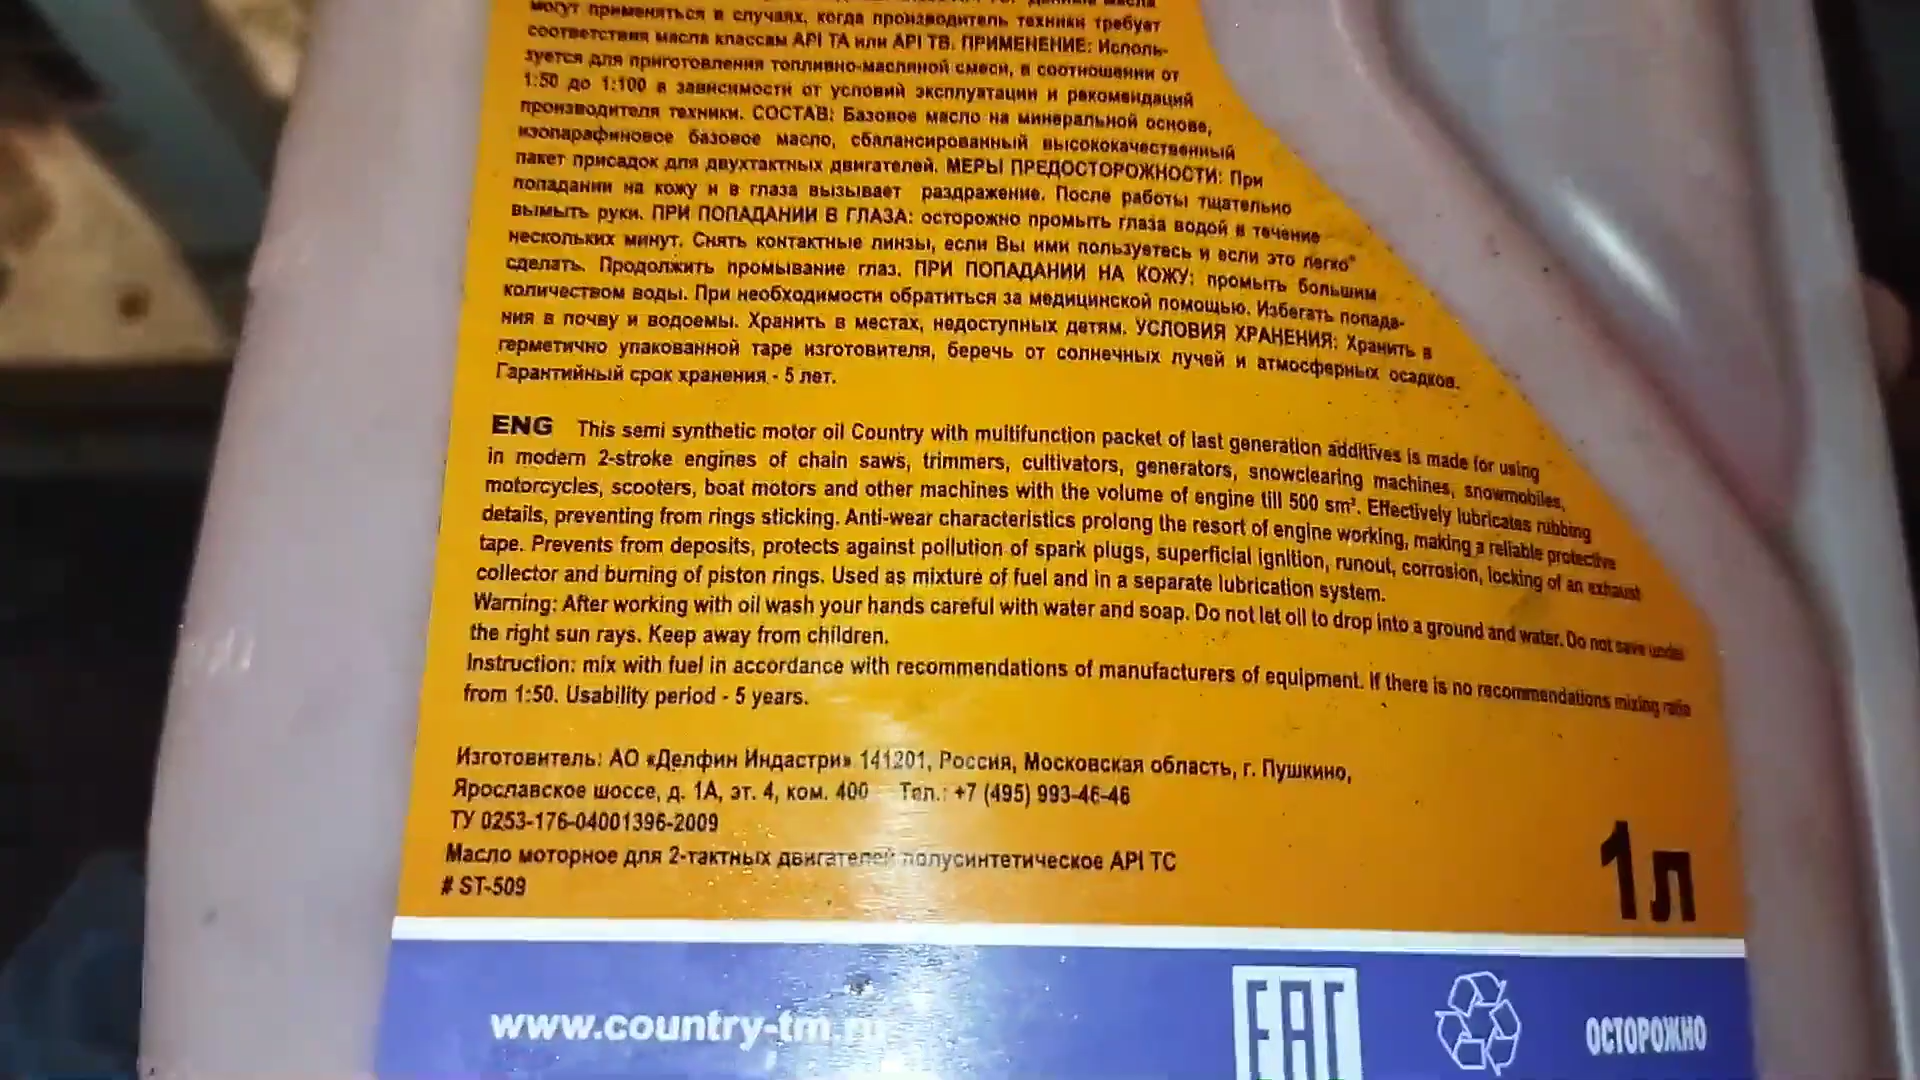 могут применяться в случаях, когда производитель техники требует
соответствия масла классам API TA или API TB. ПРИМЕНЕНИЕ: Исполь-
зуется для приготовления топливно-масляной смеси, в соотношении от
1:50 до 1:100 в зависимости от условий эксплуатации и рекомендаций
производителя техники. СОСТАВ: Базовое масло на минеральной основе,
изопарафиновое базовое масло, сбалансированный высококачественный
пакет присадок для двухтактных двигателей. МЕРЫ ПРЕДОСТОРОЖНОСТИ: При
попадании на кожу и в глаза вызывает раздражение. После работы тщательно
вымыть руки. ПРИ ПОПАДАНИИ В ГЛАЗА: осторожно промыть глаза водой в течение
нескольких минут. Снять контактные линзы, если Вы ими пользуетесь и если это легко
сделать. Продолжить промывание глаз. ПРИ ПОПАДАНИИ НА КОЖУ: промыть большим
количеством воды. При необходимости обратиться за медицинской помощью. Избегать попада-
ния в почву и водоемы. Хранить в местах, недоступных детям. УСЛОВИЯ ХРАНЕНИЯ: Хранить в
герметично упакованной таре изготовителя, беречь от солнечных лучей и атмосферных осадков.
Гарантийный срок хранения - 5 лет.
ENG This semi synthetic motor oil Country with multifunction packet of last generation additives is made for using
in modern 2-stroke engines of chain saws, trimmers, cultivators, generators, snowclearing machines, snowmobiles,
motorcycles, scooters, boat motors and other machines with the volume of engine till 500 sm³. Effectively lubricates rubbing
details, preventing from rings sticking. Anti-wear characteristics prolong the resort of engine working, making a reliable protective
tape. Prevents from deposits, protects against pollution of spark plugs, superficial ignition, runout, corrosion, locking of an exhaust
collector and burning of piston rings. Used as mixture of fuel and in a separate lubrication system.
Warning: After working with oil wash your hands careful with water and soap. Do not let oil to drop into a ground and water. Do not save under
the right sun rays. Keep away from children.
Instruction: mix with fuel in accordance with recommendations of manufacturers of equipment. If there is no recommendations mixing ratio
from 1:50. Usability period - 5 years.
Изготовитель: АО «Делфин Индастри» 141201, Россия, Московская область, г. Пушкино,
Ярославское шоссе, д. 1А, эт. 4, ком. 400 Тел.: +7 (495) 993-46-46
ТУ 0253-176-04001396-2009
Масло моторное для 2-тактных двигателей полусинтетическое API TC
# ST-509
1л
www.country-tm.ru
EAC
ОСТОРОЖНО